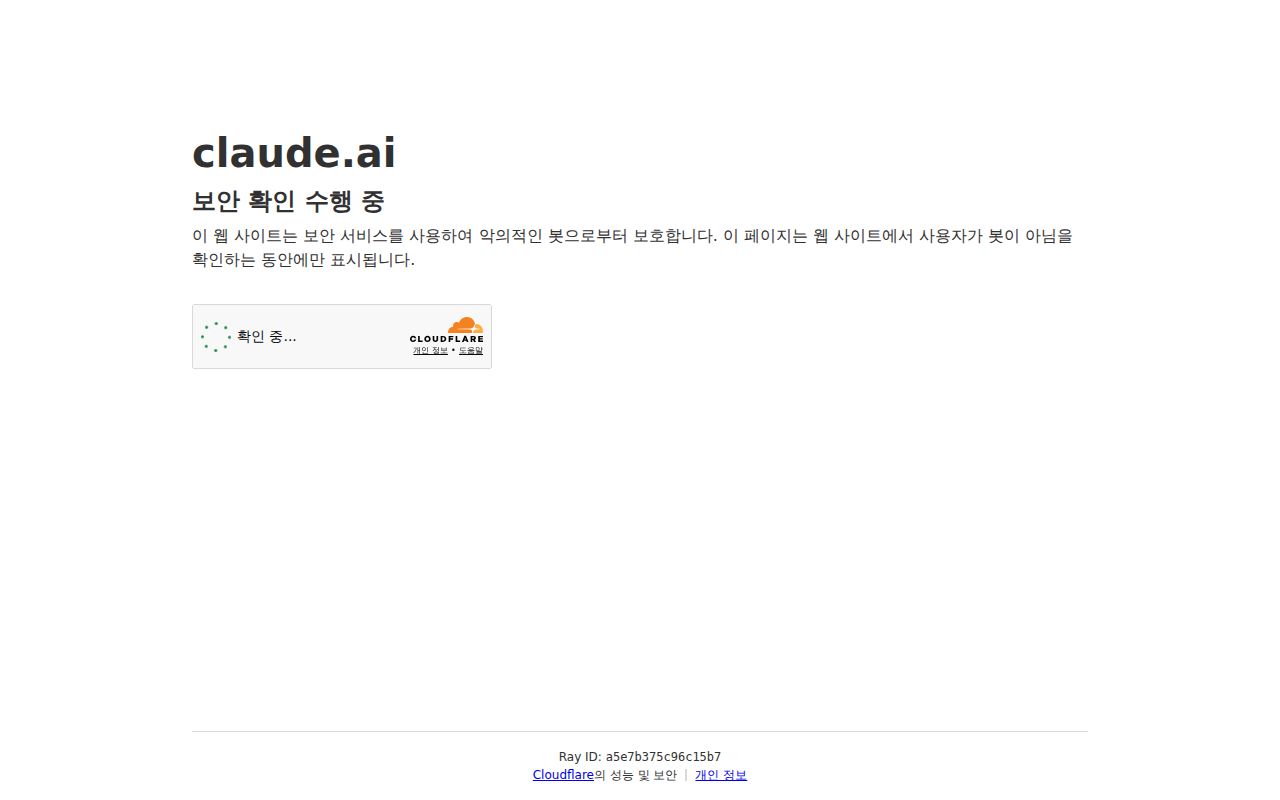 claude.ai
보안 확인 수행 중
이 웹 사이트는 보안 서비스를 사용하여 악의적인 봇으로부터 보호합니다. 이 페이지는 웹 사이트에서 사용자가 봇이 아님을
확인하는 동안에만 표시됩니다.
확인 중...
CLOUDFLARE
개인 정보 • 도움말
Ray ID: a5e7b375c96c15b7
Cloudflare의 성능 및 보안 | 개인 정보